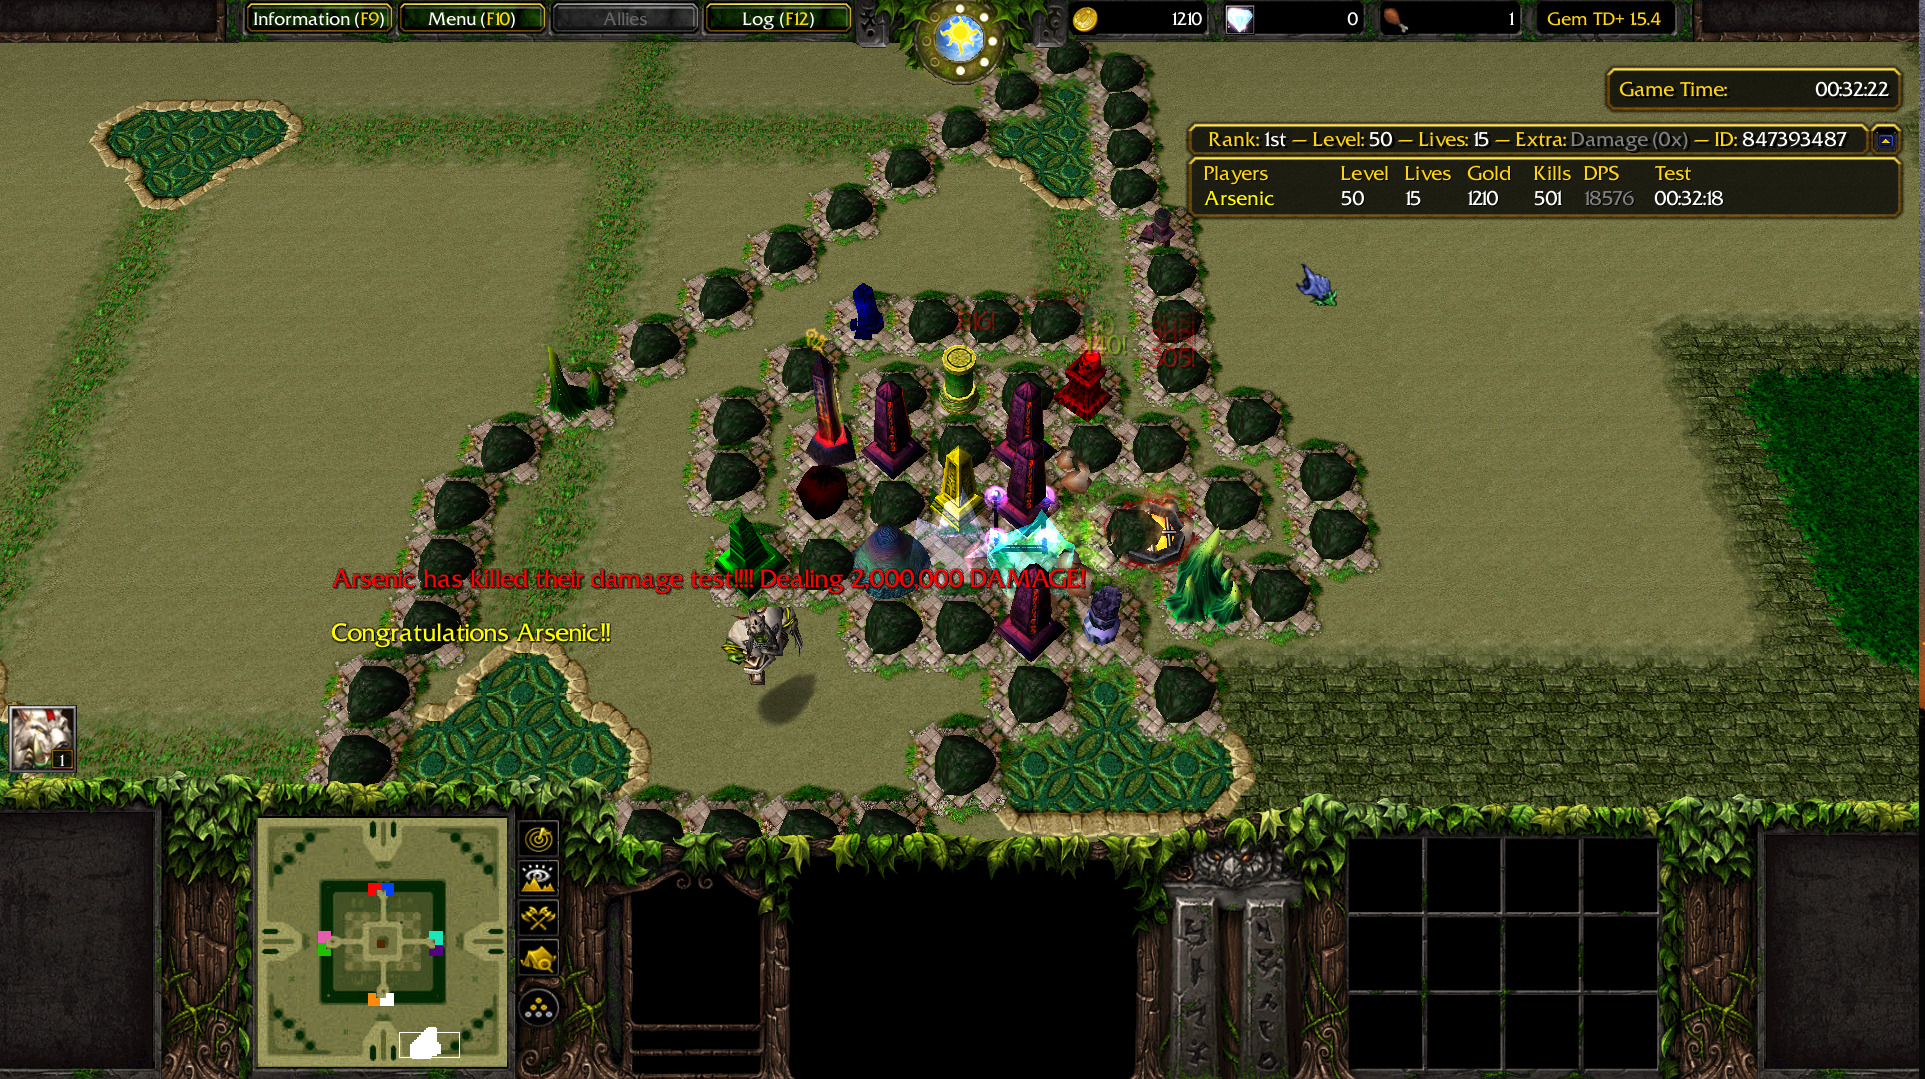 Information (F9) Menu (F10) Allies Log (F12) 1210 0 1 Gem TD+ 15.4
Game Time: 00:32:22
Rank: 1st — Level: 50 — Lives: 15 — Extra: Damage (0x) — ID: 847393487
Players Level Lives Gold Kills DPS Test
Arsenic 50 15 1210 501 18576 00:32:18
Arsenic has killed their damage test!!!! Dealing 2,000,000 DAMAGE!
Congratulations Arsenic!!
1